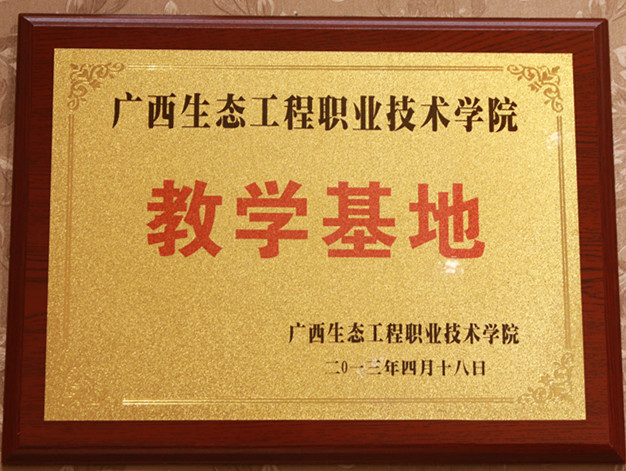 广西生态工程职业技术学院
教学基地
广西生态工程职业技术学院
二0一三年四月十八日